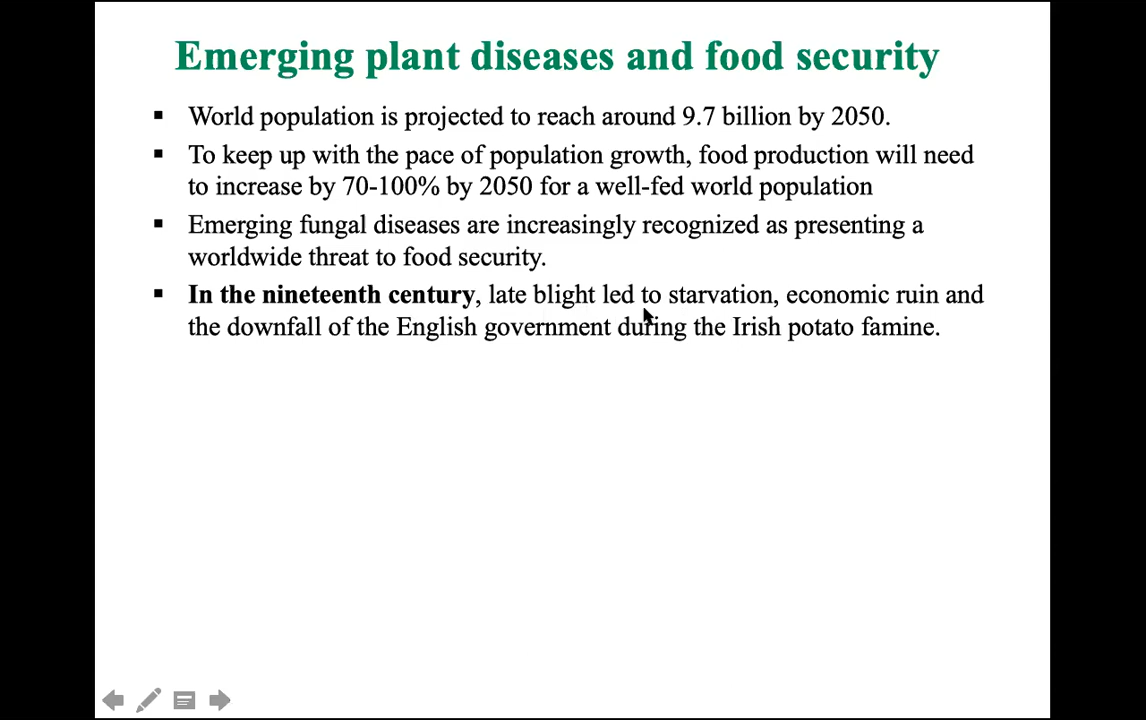 Emerging plant diseases and food security
▪ World population is projected to reach around 9.7 billion by 2050.
▪ To keep up with the pace of population growth, food production will need
to increase by 70-100% by 2050 for a well-fed world population
▪ Emerging fungal diseases are increasingly recognized as presenting a
worldwide threat to food security.
▪ In the nineteenth century, late blight led to starvation, economic ruin and
the downfall of the English government during the Irish potato famine.